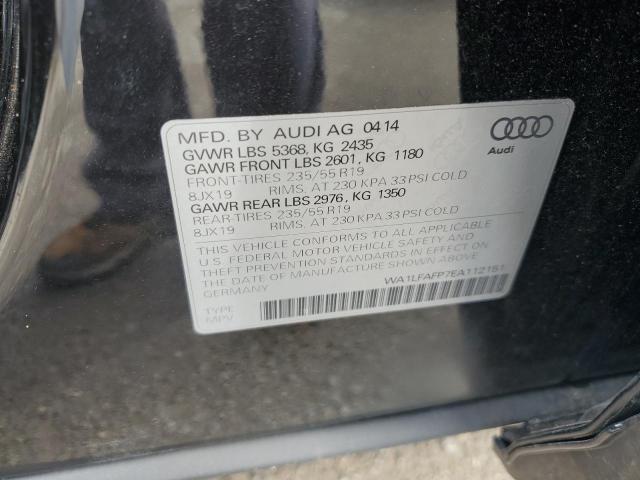 MFD. BY AUDI AG 04 14
GVWR LBS 5368, KG 2435
GAWR FRONT LBS 2601, KG 1180
FRONT-TIRES 235/55 R19
8JX19 RIMS, AT 230 KPA 33 PSI COLD
GAWR REAR LBS 2976, KG 1350
REAR-TIRES 235/55 R19
8JX19 RIMS, AT 230 KPA 33 PSI COLD
THIS VEHICLE CONFORMS TO ALL APPLICABLE
U.S. FEDERAL MOTOR VEHICLE SAFETY AND
THEFT PREVENTION STANDARDS IN EFFECT ON
THE DATE OF MANUFACTURE SHOWN ABOVE.
GERMANY
WA1LFAFP7EA112151
TYPE
MPV
Audi